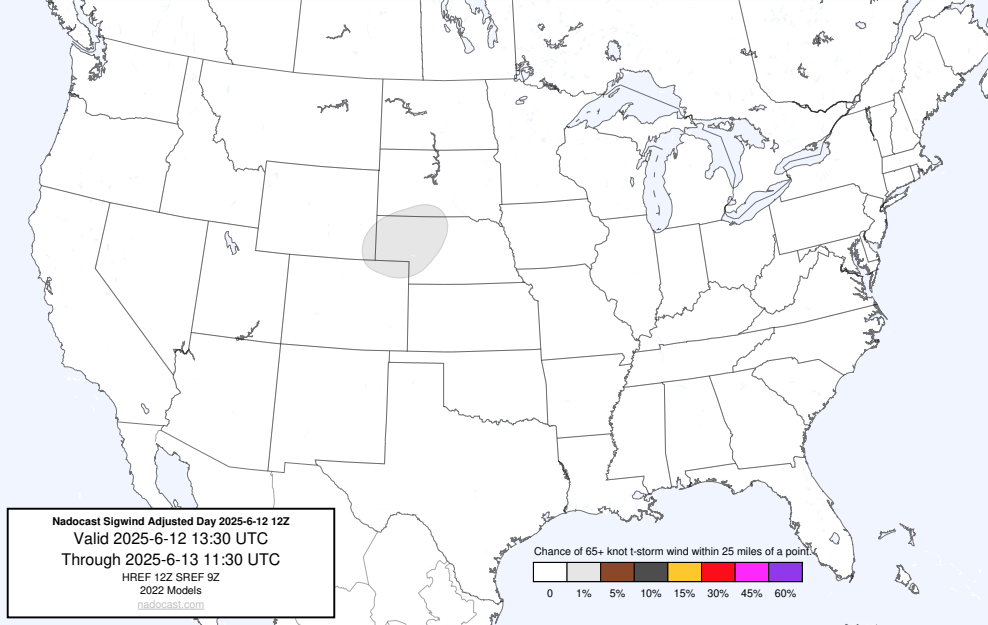 Nadocast Sigwind Adjusted Day 2025-6-12 12Z
Valid 2025-6-12 13:30 UTC
Through 2025-6-13 11:30 UTC
HREF 12Z SREF 9Z
2022 Models
nadocast.com
Chance of 65+ knot t-storm wind within 25 miles of a point.
0 1% 5% 10% 15% 30% 45% 60%